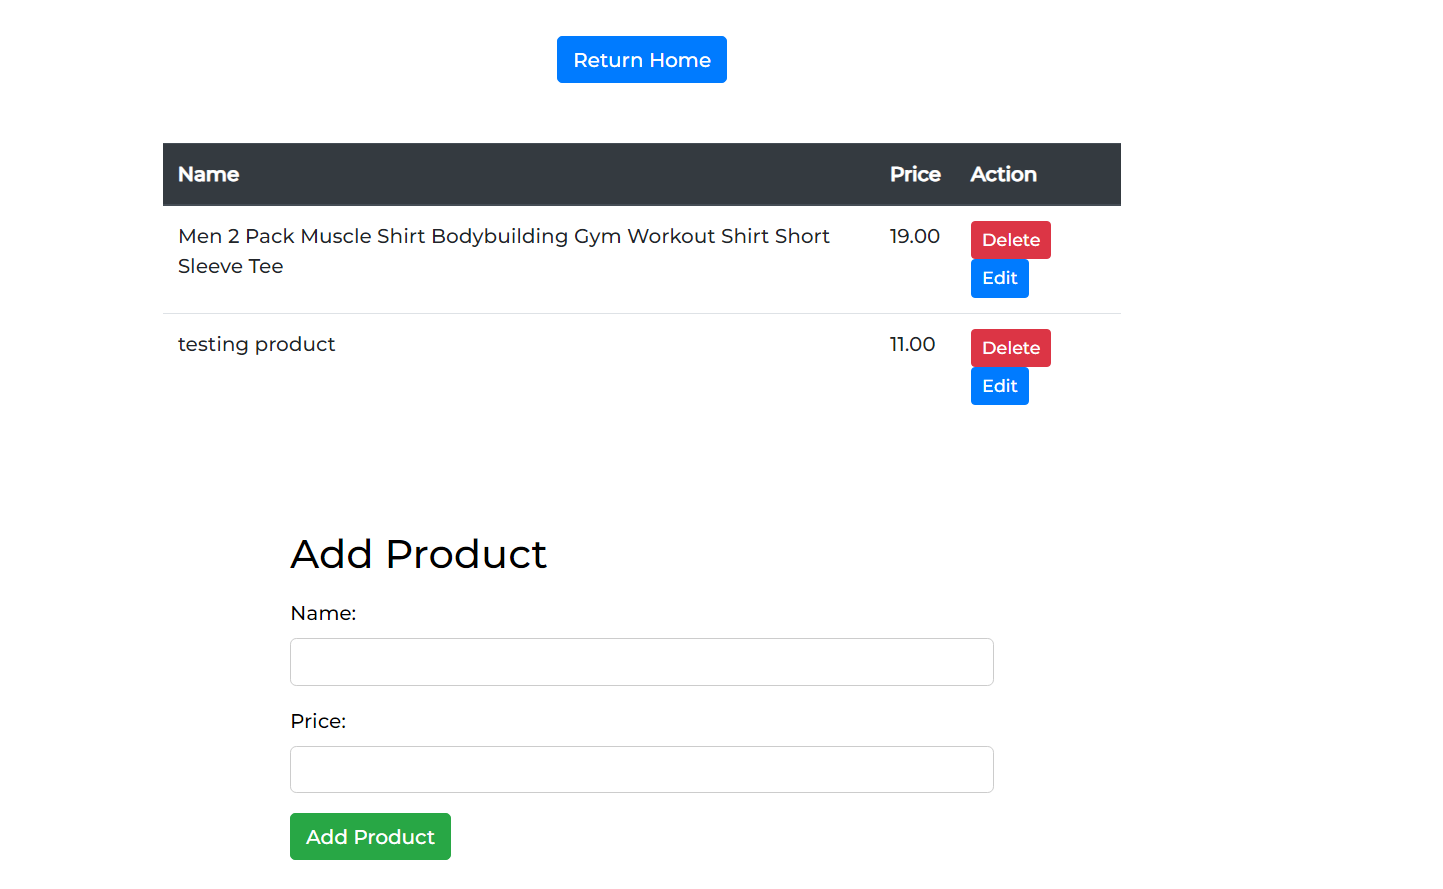 Return Home
Name Price Action
Men 2 Pack Muscle Shirt Bodybuilding Gym Workout Shirt Short 19.00 Delete
Sleeve Tee Edit
testing product 11.00 Delete
Edit
Add Product
Name:
Price:
Add Product